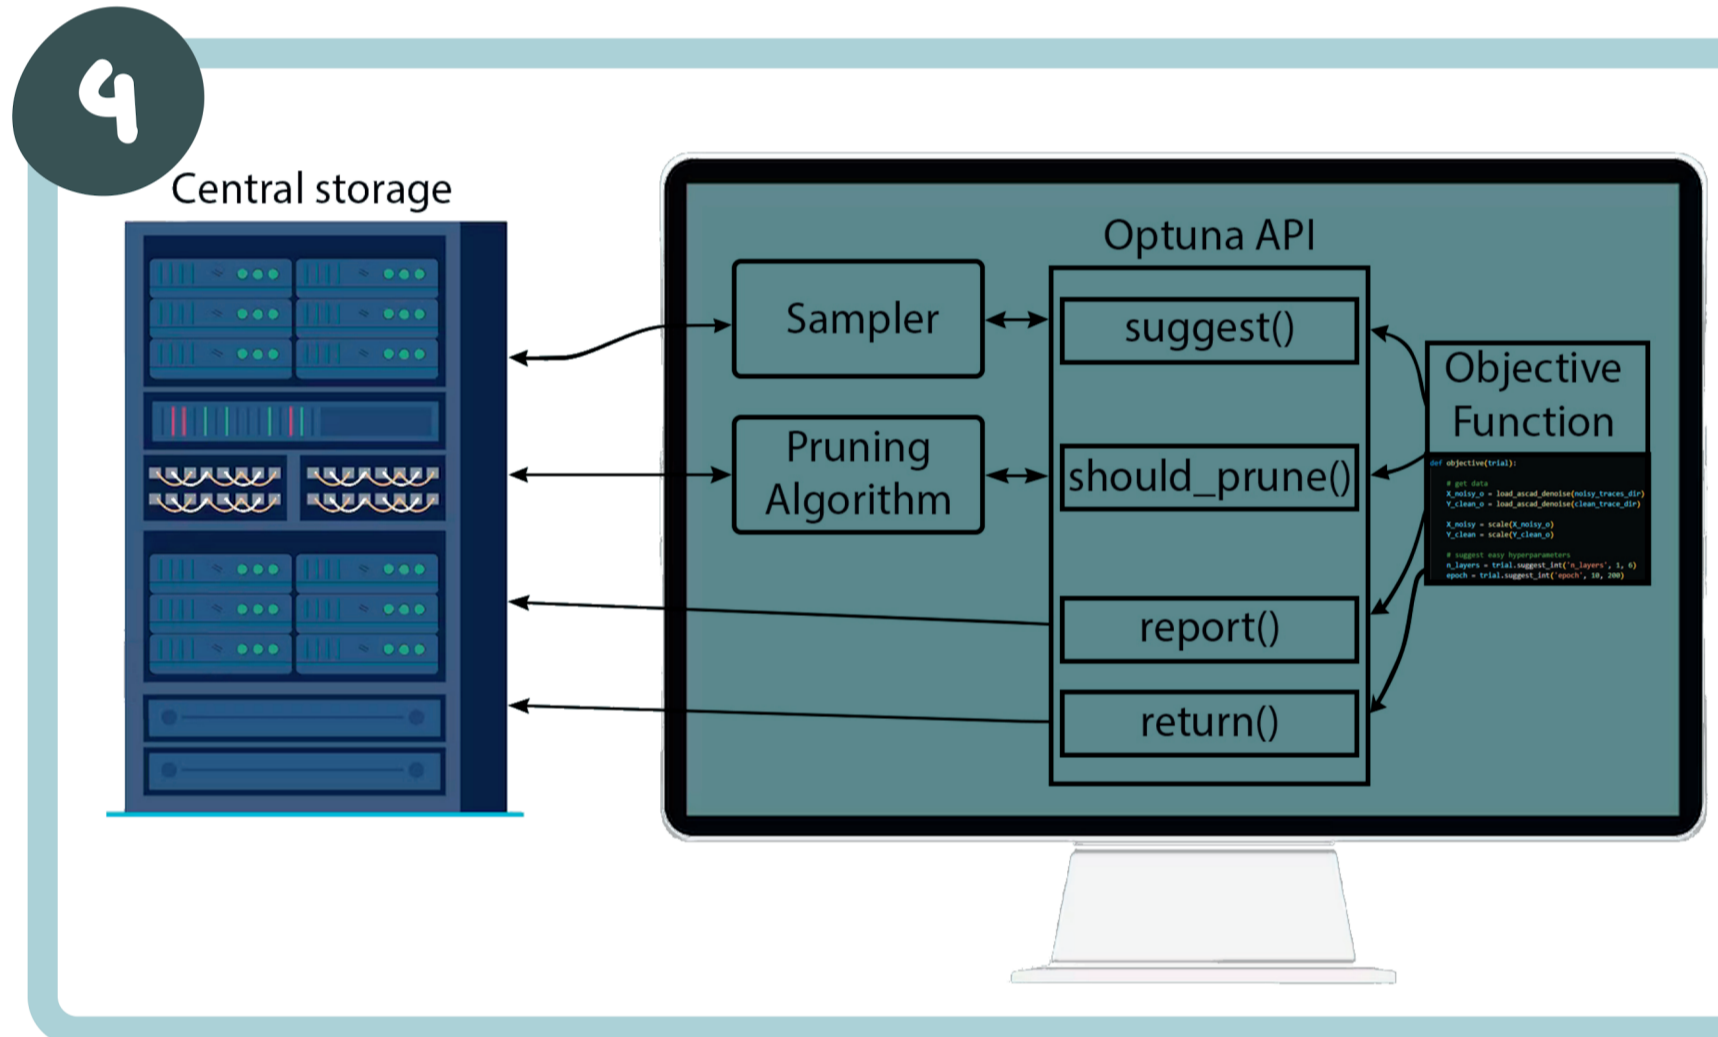 4
Central storage
Optuna API
Sampler
suggest()
Objective
Function
Pruning
Algorithm
should_prune()
def objective(trial):
# get data
X_noisy_o = load_ascad_denoise(noisy_traces_dir)
Y_clean_o = load_ascad_denoise(clean_trace_dir)
X_noisy = scale(X_noisy_o)
Y_clean = scale(Y_clean_o)
# suggest easy hyperparameters
n_layers = trial.suggest_int('n_layers', 1, 6)
epoch = trial.suggest_int('epoch', 10, 200)
report()
return()